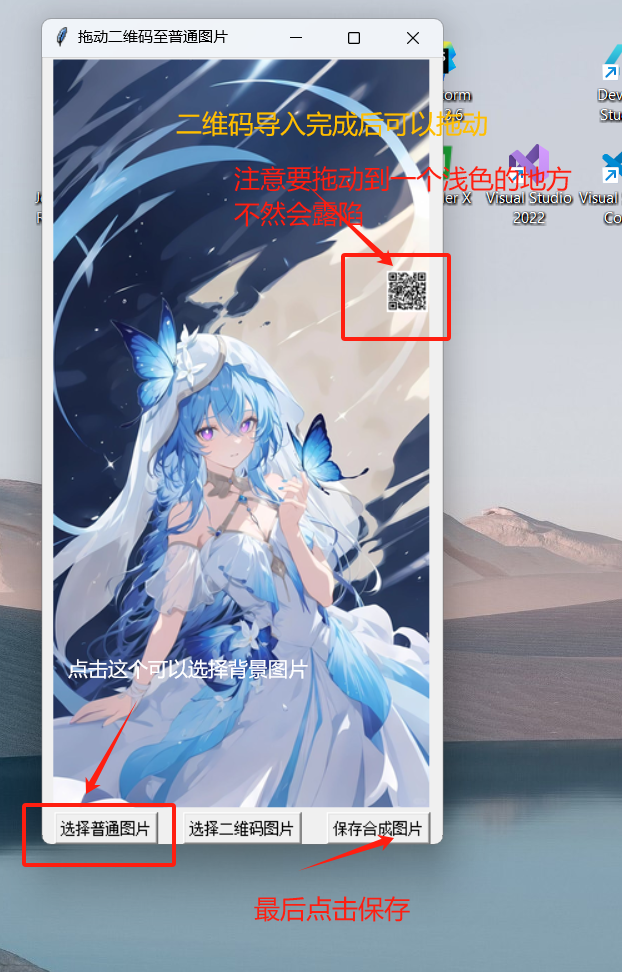 拖动二维码至普通图片
orm
3.6
Dev
Stu
二维码导入完成后可以拖动
注意要拖动到一个浅色的地方
不然会露陷
er X
Visual Studio
2022
Visual S
Co
点击这个可以选择背景图片
选择普通图片
选择二维码图片
保存合成图片
最后点击保存